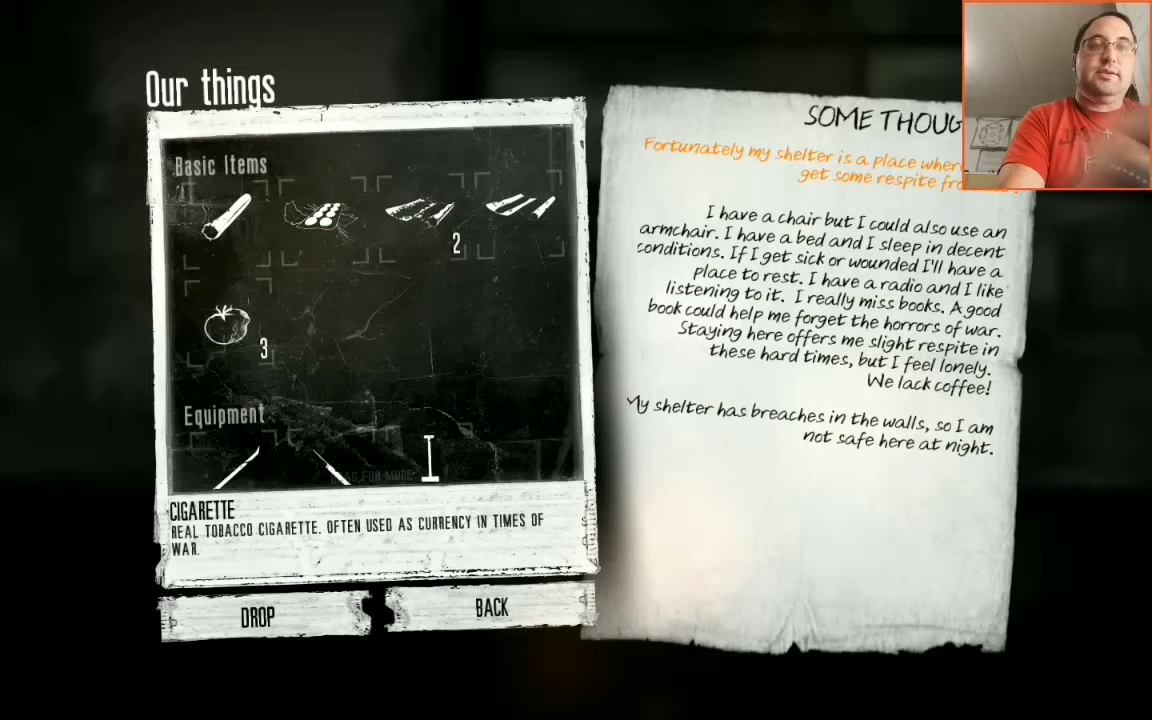 Our things
Basic Items
2
3
Equipment
CIGARETTE
REAL TOBACCO CIGARETTE. OFTEN USED AS CURRENCY IN TIMES OF
WAR.
DROP
BACK
SOME
Fortunately my shelter is a place
get some respite
I have a chair but I could also use an
armchair. I have a bed and I sleep in decent
conditions. If I get sick or wounded I'll have a
place to rest. I have a radio and I like
listening to it. I really miss books. A good
book could help me forget the horrors of war.
Staying here offers me slight respite in
these hard times, but I feel lonely.
We lack coffee!
My shelter has breaches in the walls, so I am
not safe here at night.